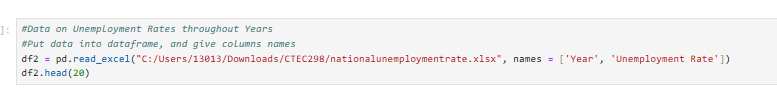 ]:
#Data on Unemployment Rates throughout Years
#Put data into dataframe, and give columns names
df2 = pd.read_excel("C:/Users/13013/Downloads/CTEC298/nationalunemploymentrate.xlsx", names = ['Year', 'Unemployment Rate'])
df2.head(20)